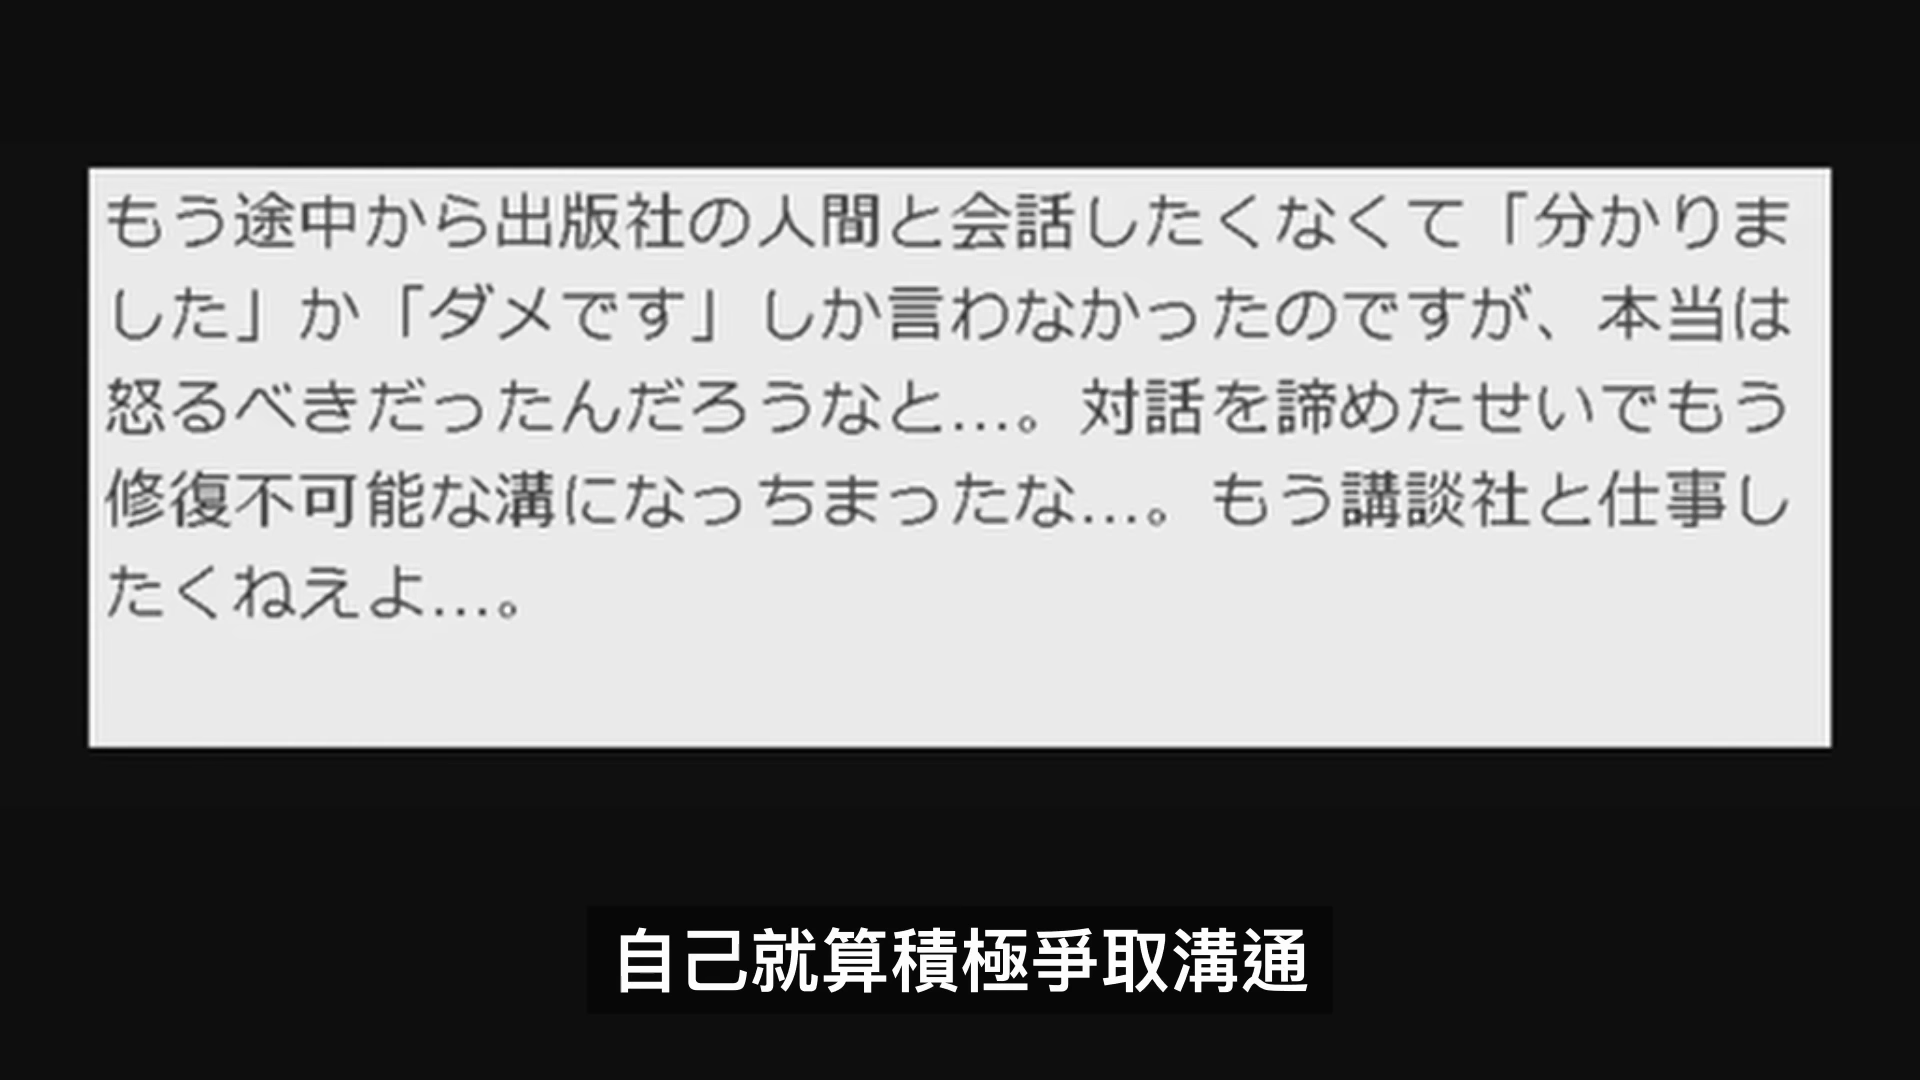 もう途中から出版社の人間と会話したくなくて「分かりま
した」か「ダメです」しか言わなかったのですが、本当は
怒るべきだったんだろうなと…。対話を諦めたせいでもう
修復不可能な溝になっちまったな…。もう講談社と仕事し
たくねえよ…。
自己就算積極爭取溝通